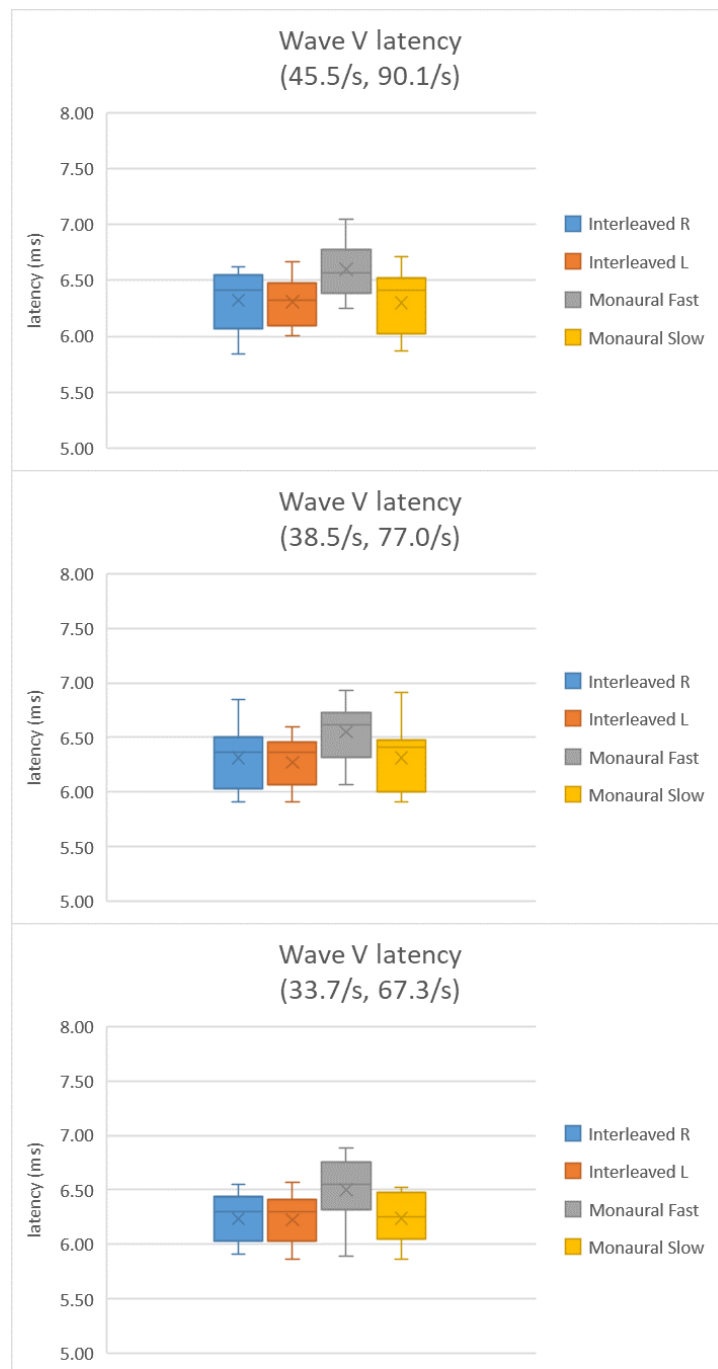 Wave V latency
(45.5/s, 90.1/s)
8.00
7.50
7.00
6.50
6.00
5.50
5.00
latency (ms)
Interleaved R
Interleaved L
Monaural Fast
Monaural Slow
Wave V latency
(38.5/s, 77.0/s)
8.00
7.50
7.00
6.50
6.00
5.50
5.00
latency (ms)
Interleaved R
Interleaved L
Monaural Fast
Monaural Slow
Wave V latency
(33.7/s, 67.3/s)
8.00
7.50
7.00
6.50
6.00
5.50
5.00
latency (ms)
Interleaved R
Interleaved L
Monaural Fast
Monaural Slow